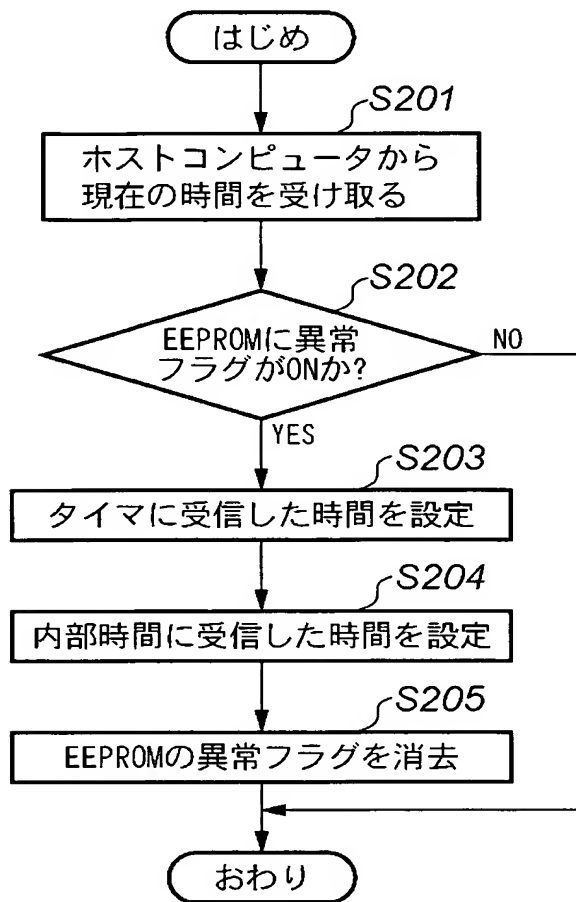 はじめ
S201
ホストコンピュータから
現在の時間を受け取る
S202
EEPROMに異常
フラグがONか?
NO
YES
S203
タイマに受信した時間を設定
S204
内部時間に受信した時間を設定
S205
EEPROMの異常フラグを消去
おわり